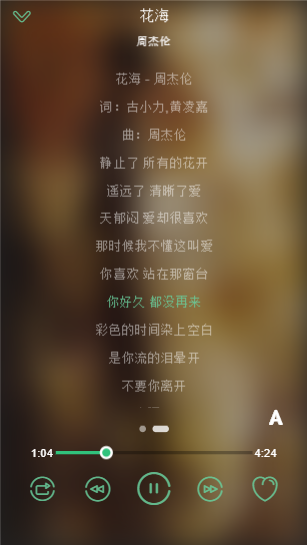 花海
周杰伦
花海 - 周杰伦
词：古小力,黄凌嘉
曲：周杰伦
静止了 所有的花开
遥远了 清晰了爱
天郁闷 爱却很喜欢
那时候我不懂这叫爱
你喜欢 站在那窗台
你好久 都没再来
彩色的时间染上空白
是你流的泪晕开
不要你离开
A
1:04
4:24